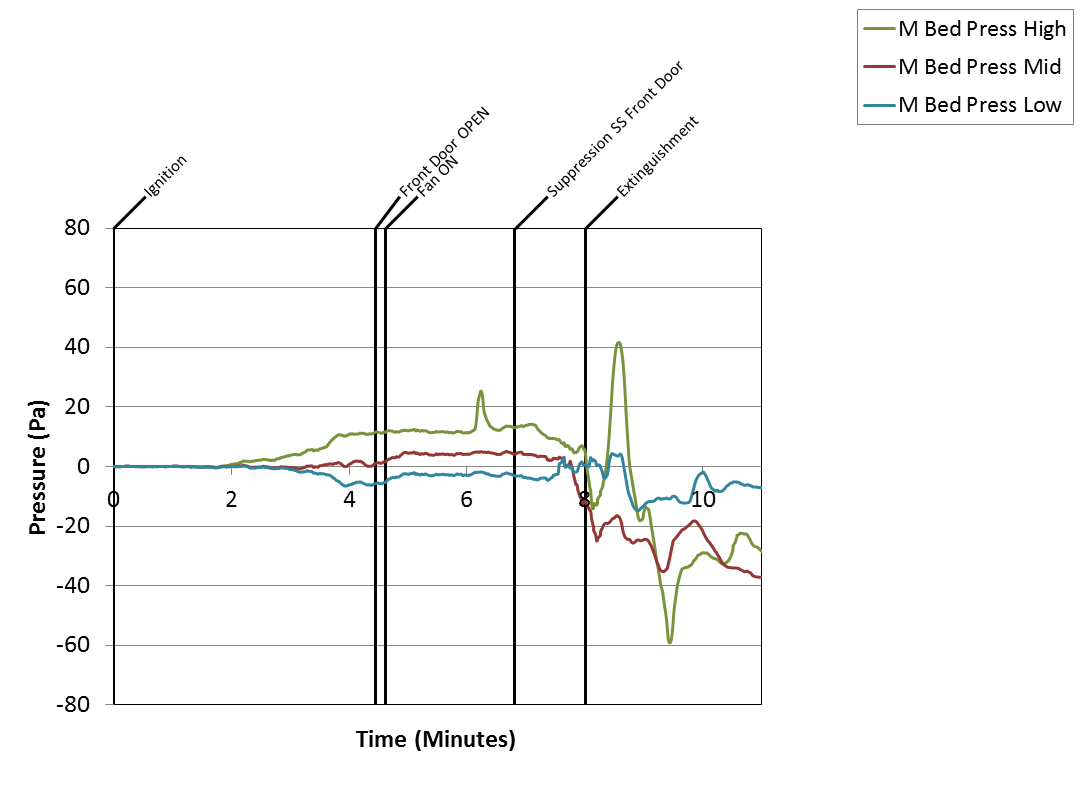 M Bed Press High
M Bed Press Mid
M Bed Press Low
Ignition
Front Door OPEN
Fan ON
Suppression SS Front Door
Extinguishment
80
60
40
20
0
-20
-40
-60
-80
0
2
4
6
8
10
Pressure (Pa)
Time (Minutes)